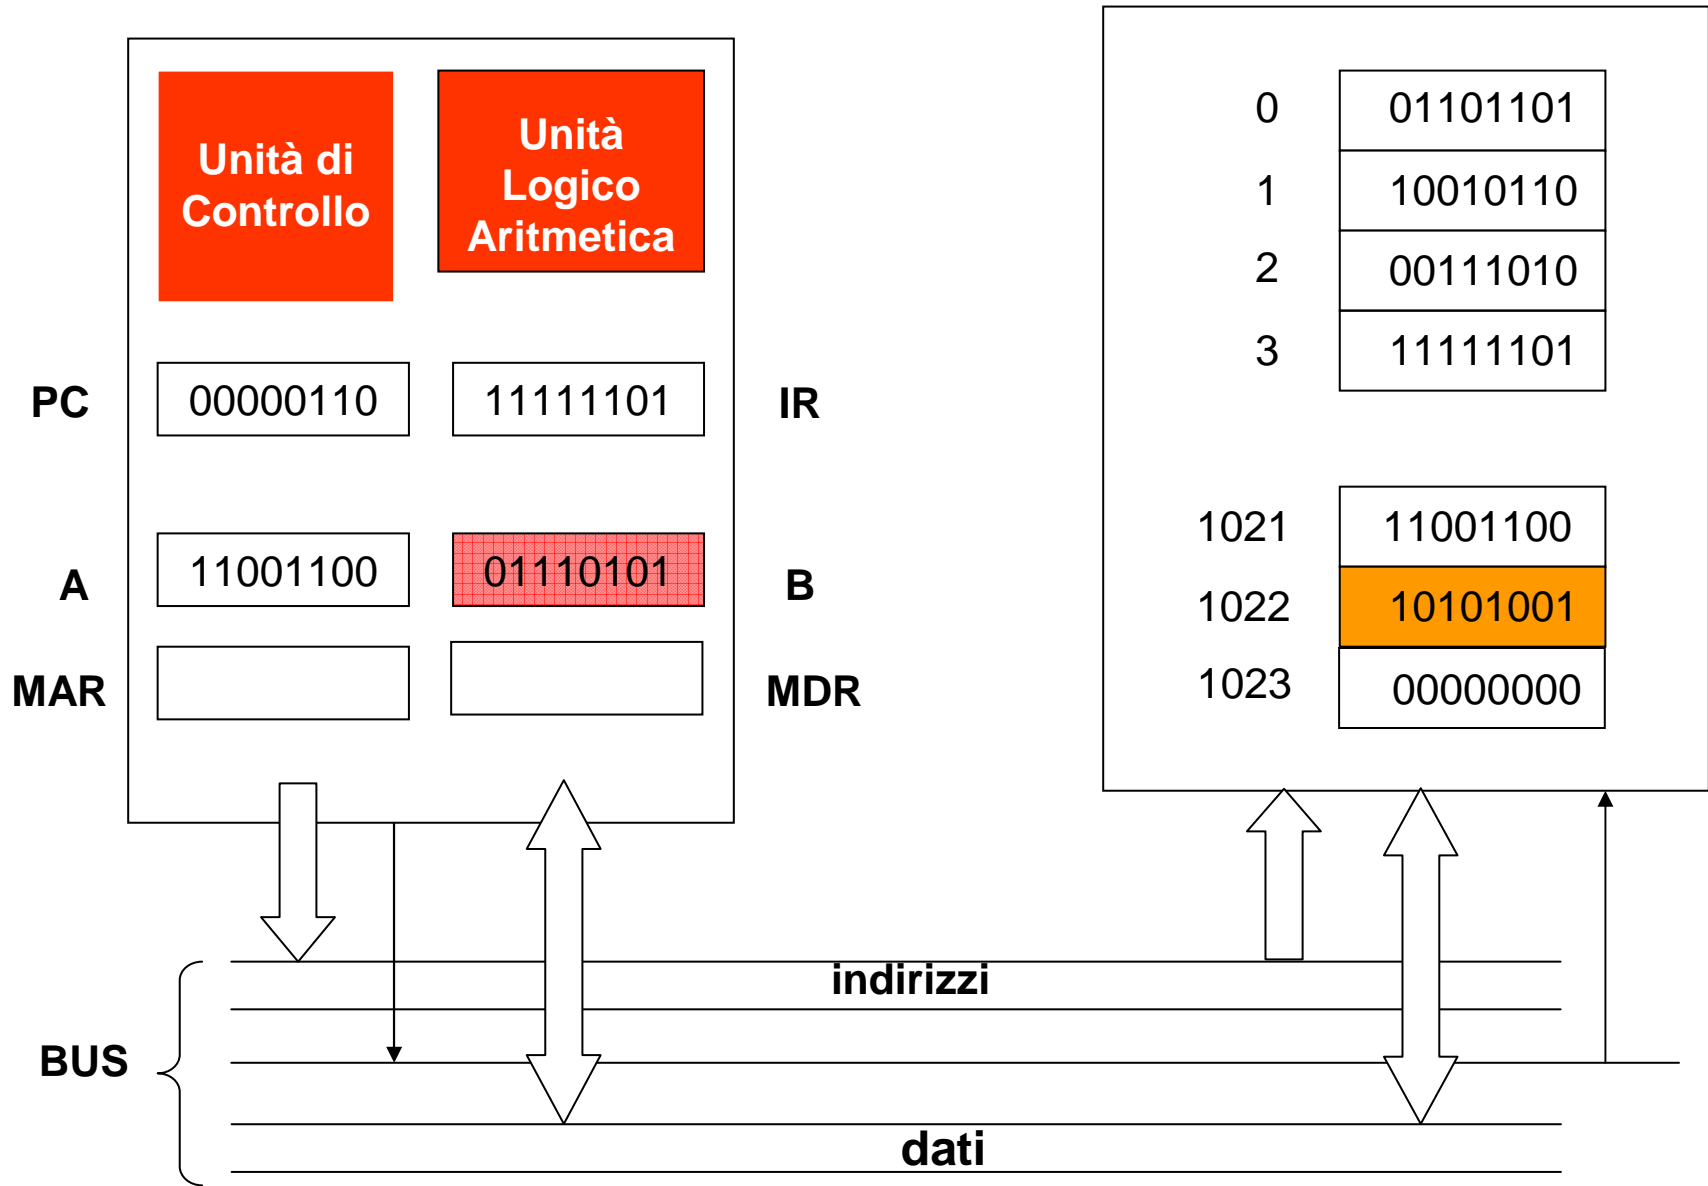 Unità di
Controllo
Unità
Logico
Aritmetica
PC
00000110
11111101
IR
A
11001100
01110101
B
MAR
MDR
0
01101101
1
10010110
2
00111010
3
11111101
1021
11001100
1022
10101001
1023
00000000
BUS
indirizzi
dati